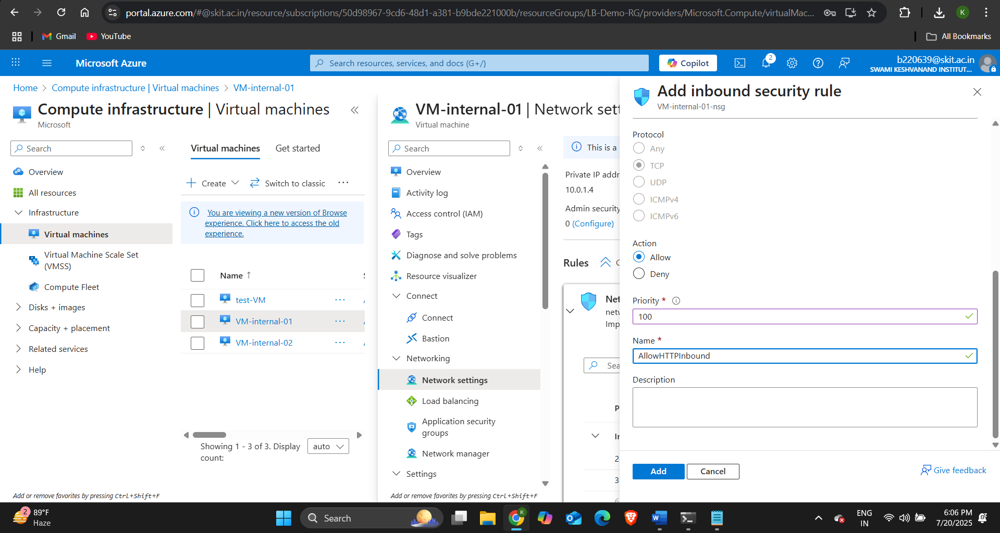 portal.azure.com/#@skit.ac.in/resource/subscriptions/50d98967-9cd6-48d1-a381-b9bde221000b/resourceGroups/LB-Demo-RG/providers/Microsoft.Compute/virtualMac...
K
Gmail
YouTube
All Bookmarks
Microsoft Azure
Search resources, services, and docs (G+/)
Copilot
2
b220639@skit.ac.in
SWAMI KESHVANAND INSTITUT...
Home > Compute infrastructure | Virtual machines > VM-internal-01
Compute infrastructure | Virtual machines
Microsoft
Search
Overview
All resources
Infrastructure
Virtual machines
Virtual Machine Scale Set
(VMSS)
Compute Fleet
Disks + images
Capacity + placement
Related services
Help
Add or remove favorites by pressing Ctrl+Shift+F
Virtual machines
Get started
Create
Switch to classic
You are viewing a new version of Browse
experience. Click here to access the old
experience.
Name ↑
test-VM
VM-internal-01
VM-internal-02
Showing 1 - 3 of 3. Display
count:
auto
VM-internal-01 | Network sett
Virtual machine
Search
Overview
Activity log
Access control (IAM)
Tags
Diagnose and solve problems
Resource visualizer
Connect
Connect
Bastion
Networking
Network settings
Load balancing
Application security
groups
Network manager
Settings
Add or remove favorites by pressing Ctrl+Shift+F
This is a
Private IP addr
10.0.1.4
Admin security
0 (Configure)
Rules
Net
netw
Imp
Sea
P
2
3
Add inbound security rule
VM-internal-01-nsg
Protocol
Any
TCP
UDP
ICMPv4
ICMPv6
Action
Allow
Deny
Priority *
100
Name *
AllowHTTPInbound
Description
Add
Cancel
Give feedback
2
89°F
Haze
Search
K
ENG
IN
6:06 PM
7/20/2025